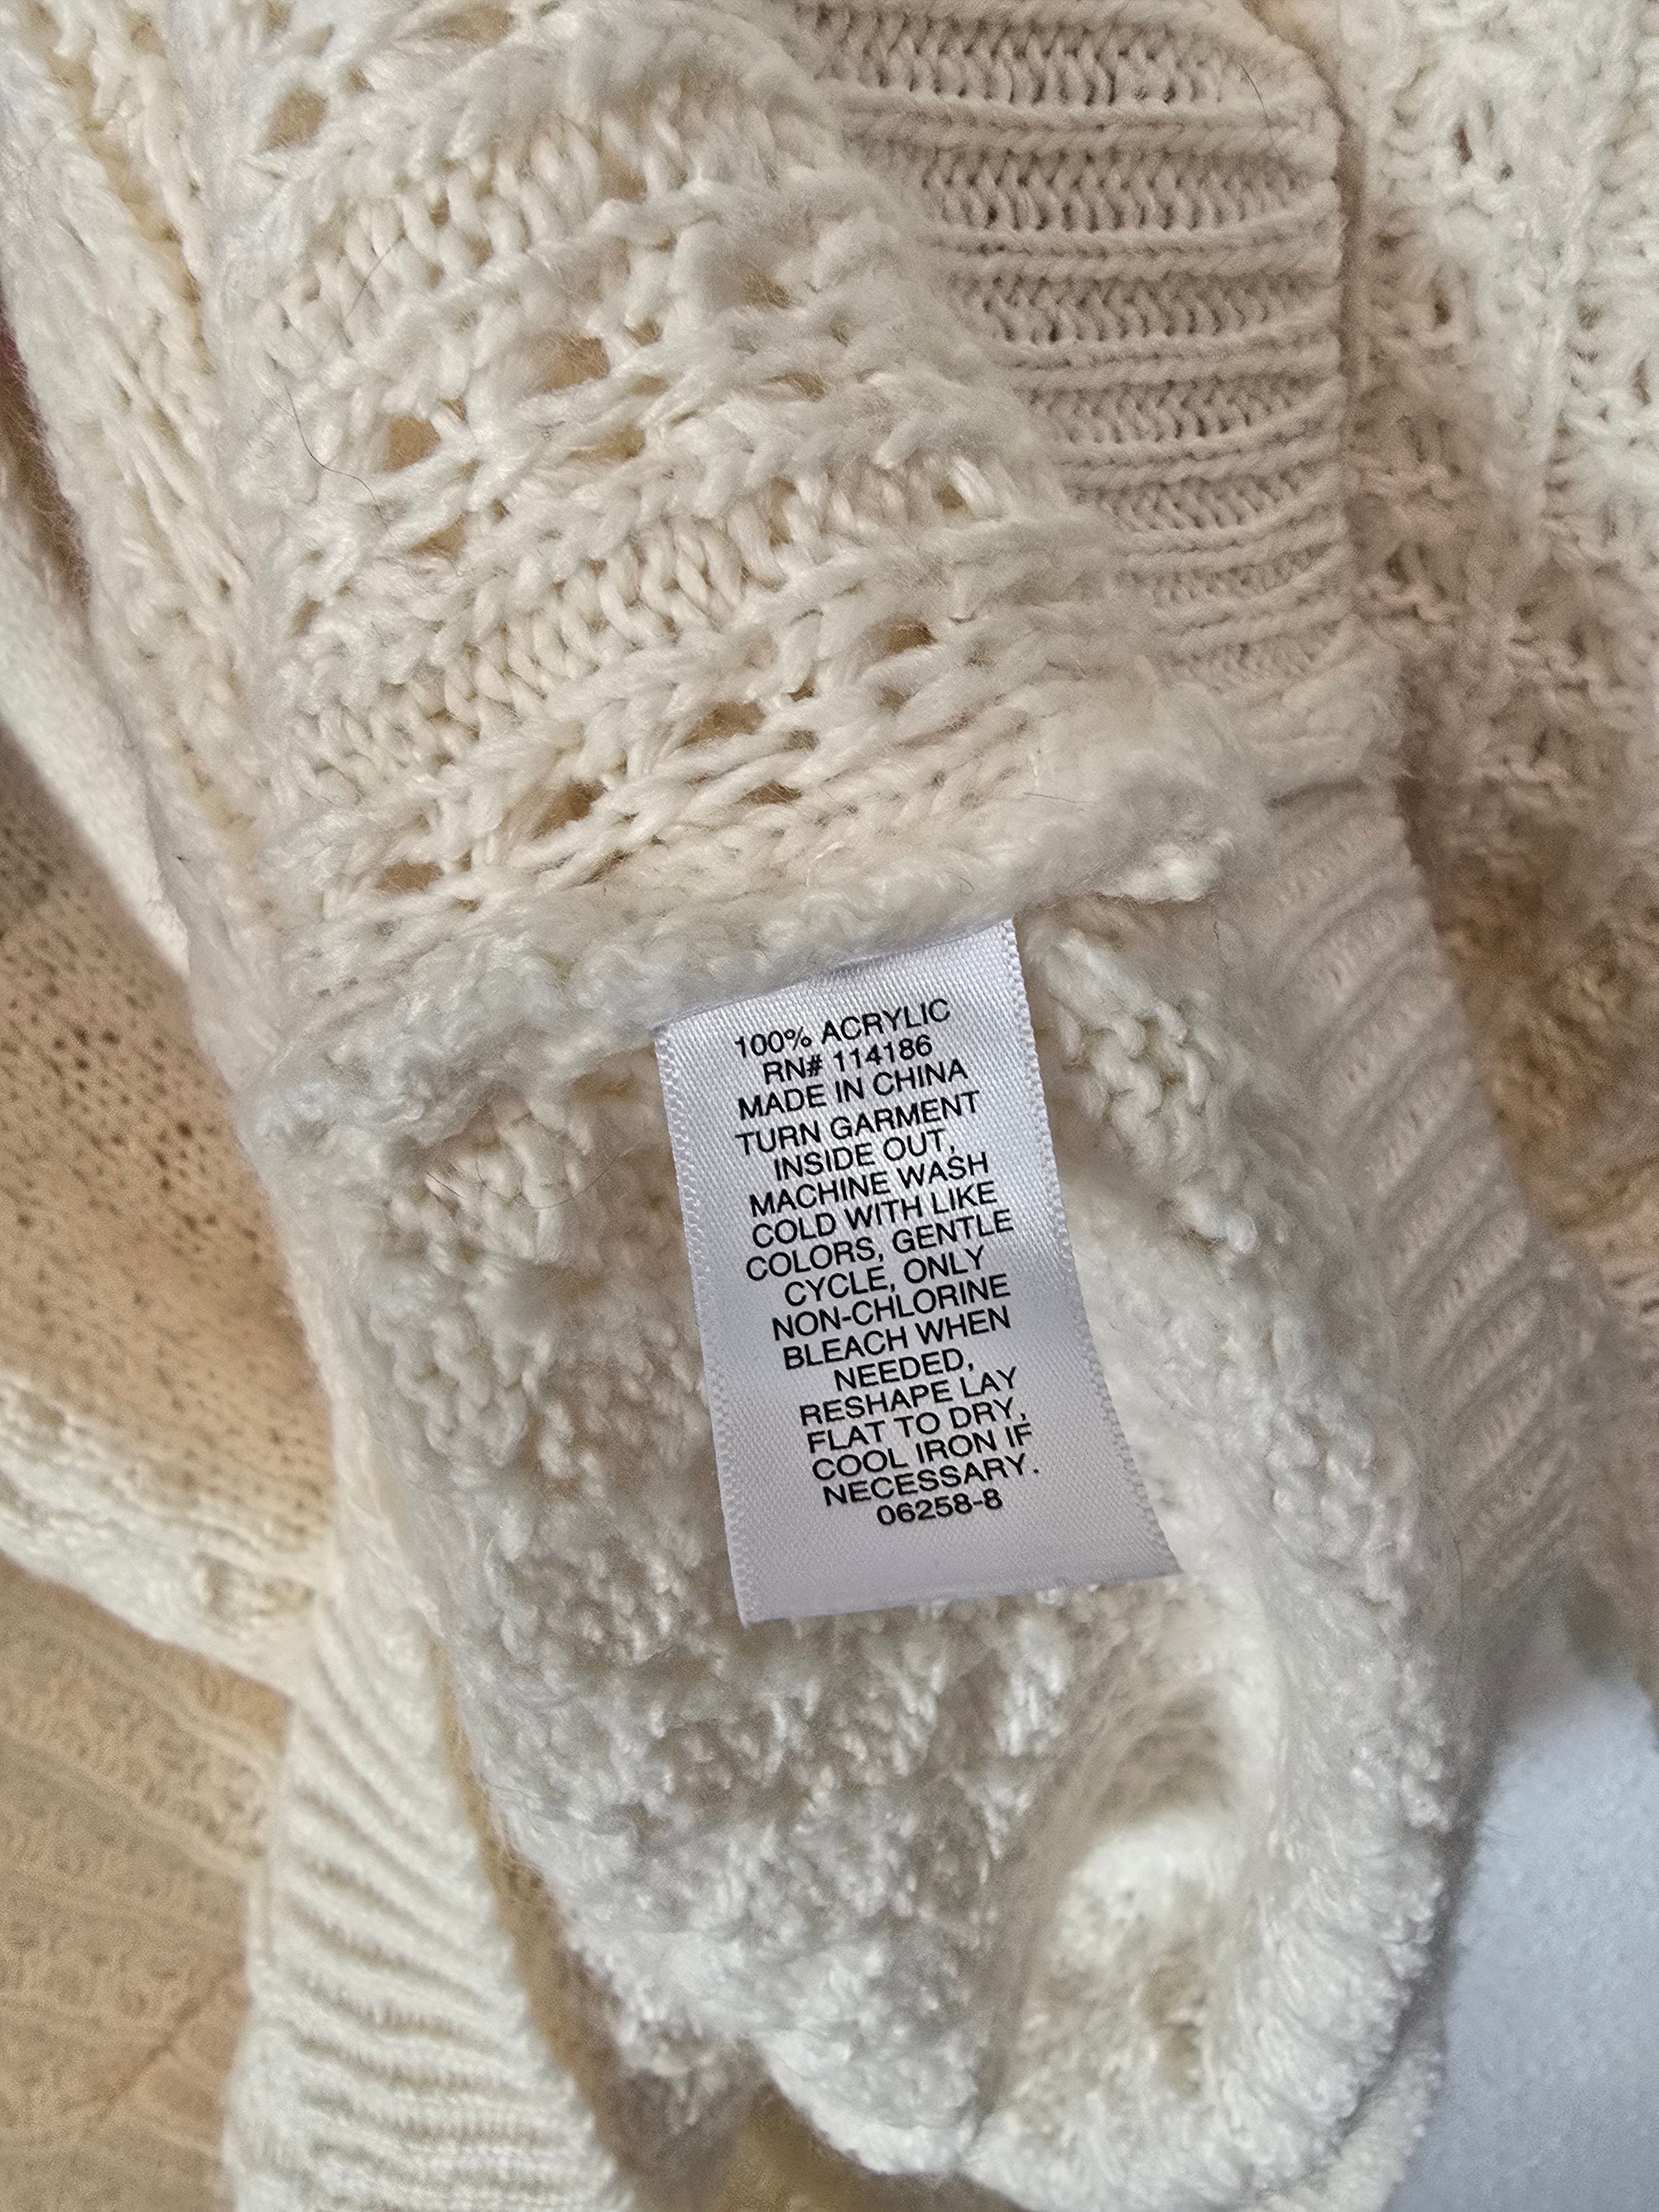 100% ACRYLIC
RN# 114186
MADE IN CHINA
TURN GARMENT
INSIDE OUT,
MACHINE WASH
COLD WITH LIKE
COLORS, GENTLE
CYCLE, ONLY
NON-CHLORINE
BLEACH WHEN
NEEDED,
RESHAPE LAY
FLAT TO DRY,
COOL IRON IF
NECESSARY.
06258-8